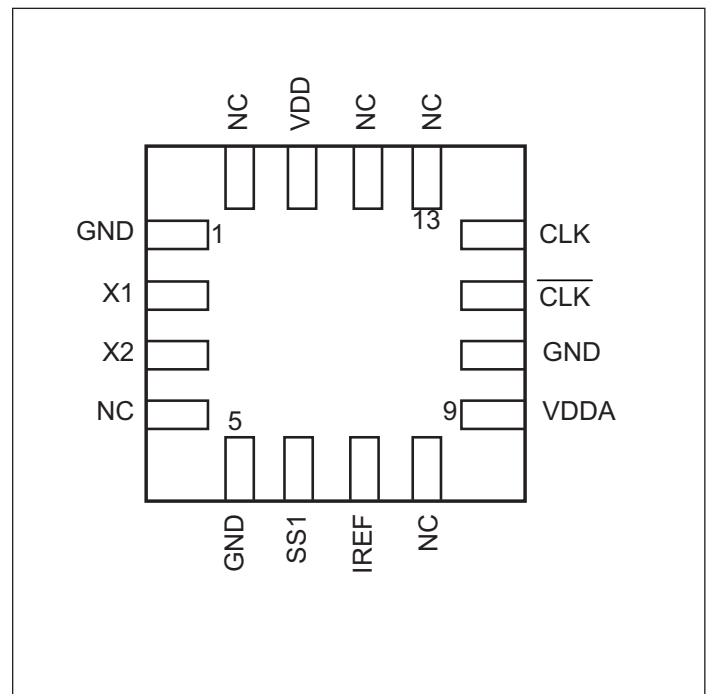 NC VDD NC NC
13
GND 1 CLK
X1 C̅L̅K̅
X2 GND
NC 5 9 VDDA
GND SS1 IREF NC